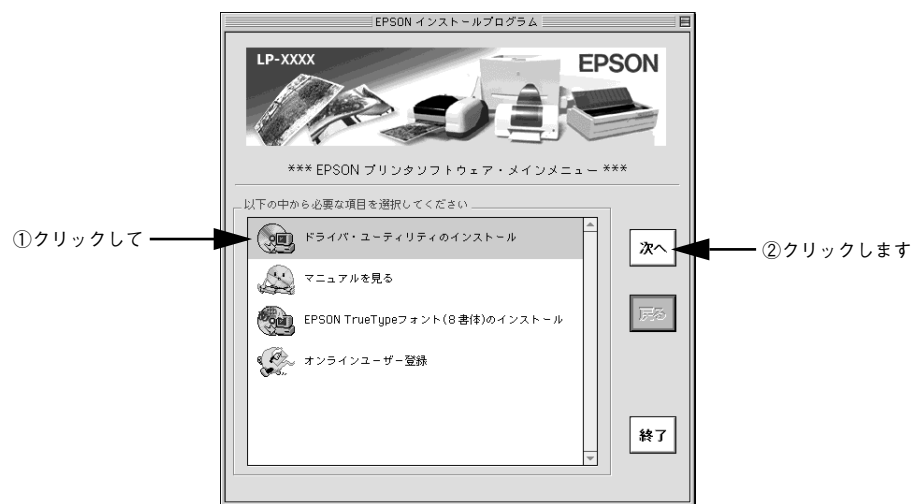 EPSON インストールプログラム
LP-XXXX
EPSON
*** EPSON プリンタソフトウェア・メインメニュー ***
以下の中から必要な項目を選択してください
①クリックして
ドライバ・ユーティリティのインストール
次へ
②クリックします
マニュアルを見る
EPSON TrueTypeフォント(8書体)のインストール
戻る
オンラインユーザー登録
終了